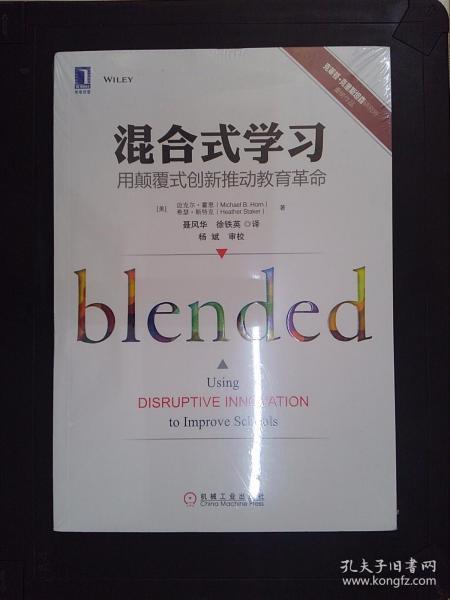 WILEY
混合式学习
用颠覆式创新推动教育革命
[美] 迈克尔·霍恩（Michael B. Horn） 著
希瑟·斯特克（Heather Staker）
聂风华 徐铁英◎译
杨 斌 审校
blended
Using
DISRUPTIVE INNOVATION
to Improve Schools
机械工业出版社
China Machine Press
孔夫子旧书网
www.kongfz.com